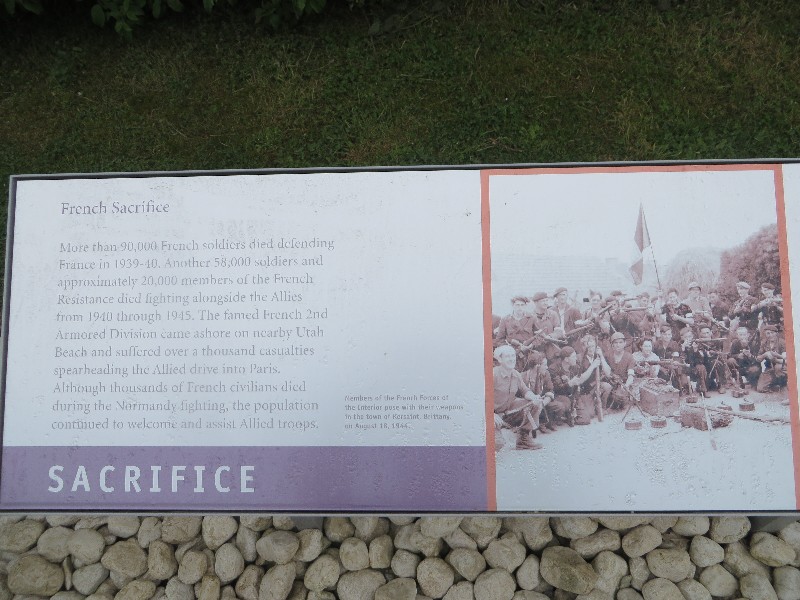 French Sacrifice
More than 90,000 French soldiers died defending
France in 1939-40. Another 58,000 soldiers and
approximately 20,000 members of the French
Resistance died fighting alongside the Allies
from 1940 through 1945. The famed French 2nd
Armored Division came ashore on nearby Utah
Beach and suffered over a thousand casualties
spearheading the Allied drive into Paris.
Although thousands of French civilians died
during the Normandy fighting, the population
continued to welcome and assist Allied troops.
Members of the French Forces of
the Interior pose with their weapons
in the town of Kersaint, Brittany,
on August 1944.
SACRIFICE